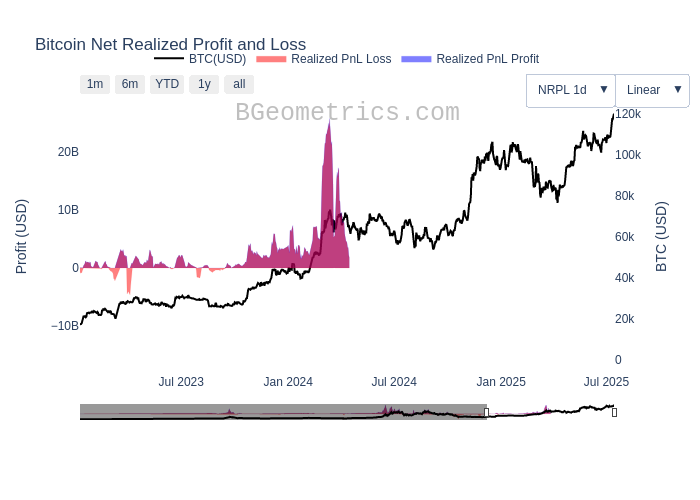 Bitcoin Net Realized Profit and Loss
BTC(USD) Realized PnL Loss Realized PnL Profit
1m 6m YTD 1y all NRPL 1d ▼ Linear ▼
BGeometrics.com
20B
10B
0
−10B
Profit (USD)
120k
100k
80k
60k
40k
20k
0
BTC (USD)
Jul 2023 Jan 2024 Jul 2024 Jan 2025 Jul 2025